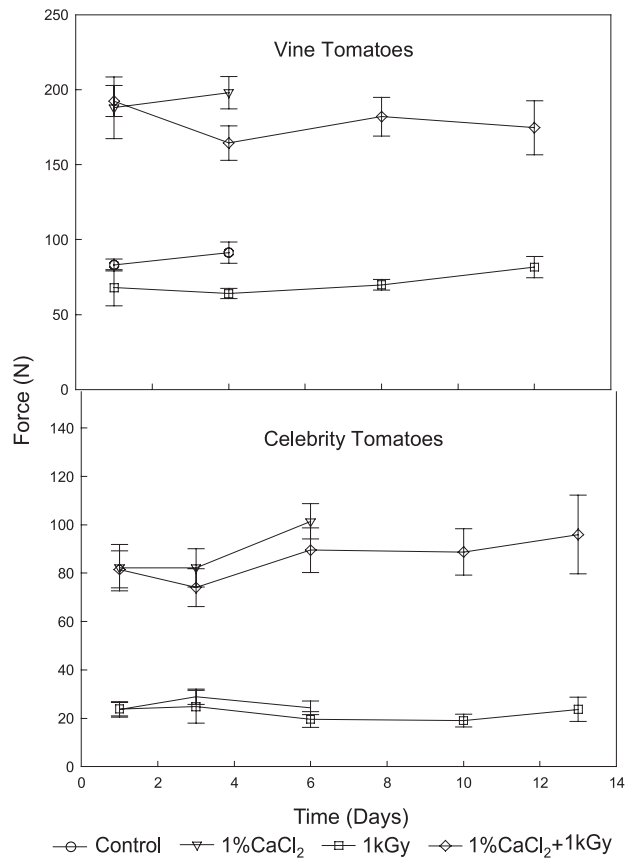 250
Vine Tomatoes
200
150
100
50
0
Force (N)
Celebrity Tomatoes
140
120
100
80
60
40
20
0
0 2 4 6 8 10 12 14
Time (Days)
Control 1%CaCl₂ 1kGy 1%CaCl₂+1kGy